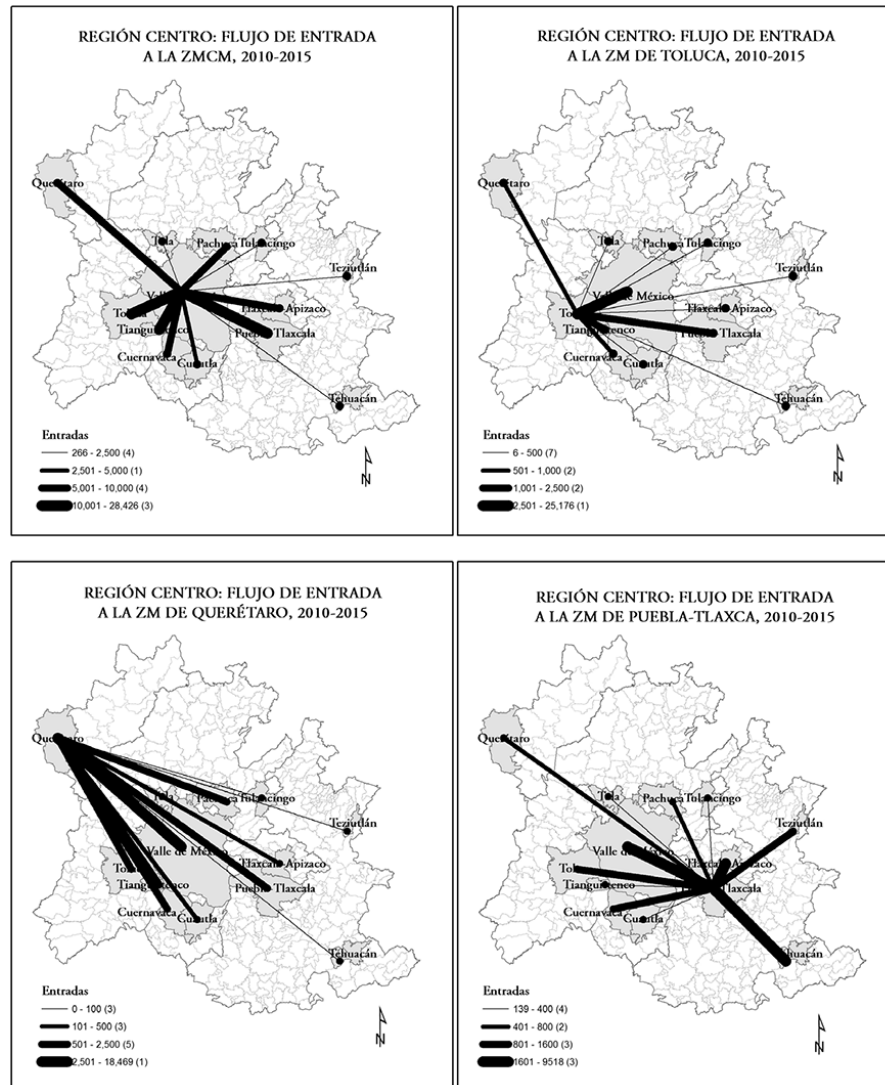 REGIÓN CENTRO: FLUJO DE ENTRADA
A LA ZMCM, 2010-2015
Querétaro
Tula
Pachuca
Tulancingo
Teziutlán
Toluca
Tlaxcala Apizaco
Tianguistenco
Puebla Tlaxcala
Cuernavaca
Cuautla
Tehuacán
Entradas
266 - 2,500 (4)
2,501 - 5,000 (1)
5,001 - 10,000 (4)
10,001 - 28,426 (3)
N
REGIÓN CENTRO: FLUJO DE ENTRADA
A LA ZM DE TOLUCA, 2010-2015
Querétaro
Tula
Pachuca
Tulancingo
Teziutlán
Valle de México
Toluca
Tlaxcala Apizaco
Tianguistenco
Puebla Tlaxcala
Cuernavaca
Cuautla
Tehuacán
Entradas
6 - 500 (7)
501 - 1,000 (2)
1,001 - 2,500 (2)
2,501 - 25,176 (1)
N
REGIÓN CENTRO: FLUJO DE ENTRADA
A LA ZM DE QUERÉTARO, 2010-2015
Querétaro
Tula
Pachuca
Tulancingo
Teziutlán
Valle de México
Toluca
Tlaxcala Apizaco
Tianguistenco
Puebla Tlaxcala
Cuernavaca
Cuautla
Tehuacán
Entradas
0 - 100 (3)
101 - 500 (3)
501 - 2,500 (5)
2,501 - 18,469 (1)
N
REGIÓN CENTRO: FLUJO DE ENTRADA
A LA ZM DE PUEBLA-TLAXCA, 2010-2015
Querétaro
Tula
Pachuca
Tulancingo
Teziutlán
Valle de México
Toluca
Tlaxcala Apizaco
Tianguistenco
Tlaxcala
Cuernavaca
Cuautla
Tehuacán
Entradas
139 - 400 (4)
401 - 800 (2)
801 - 1600 (3)
1601 - 9518 (3)
N